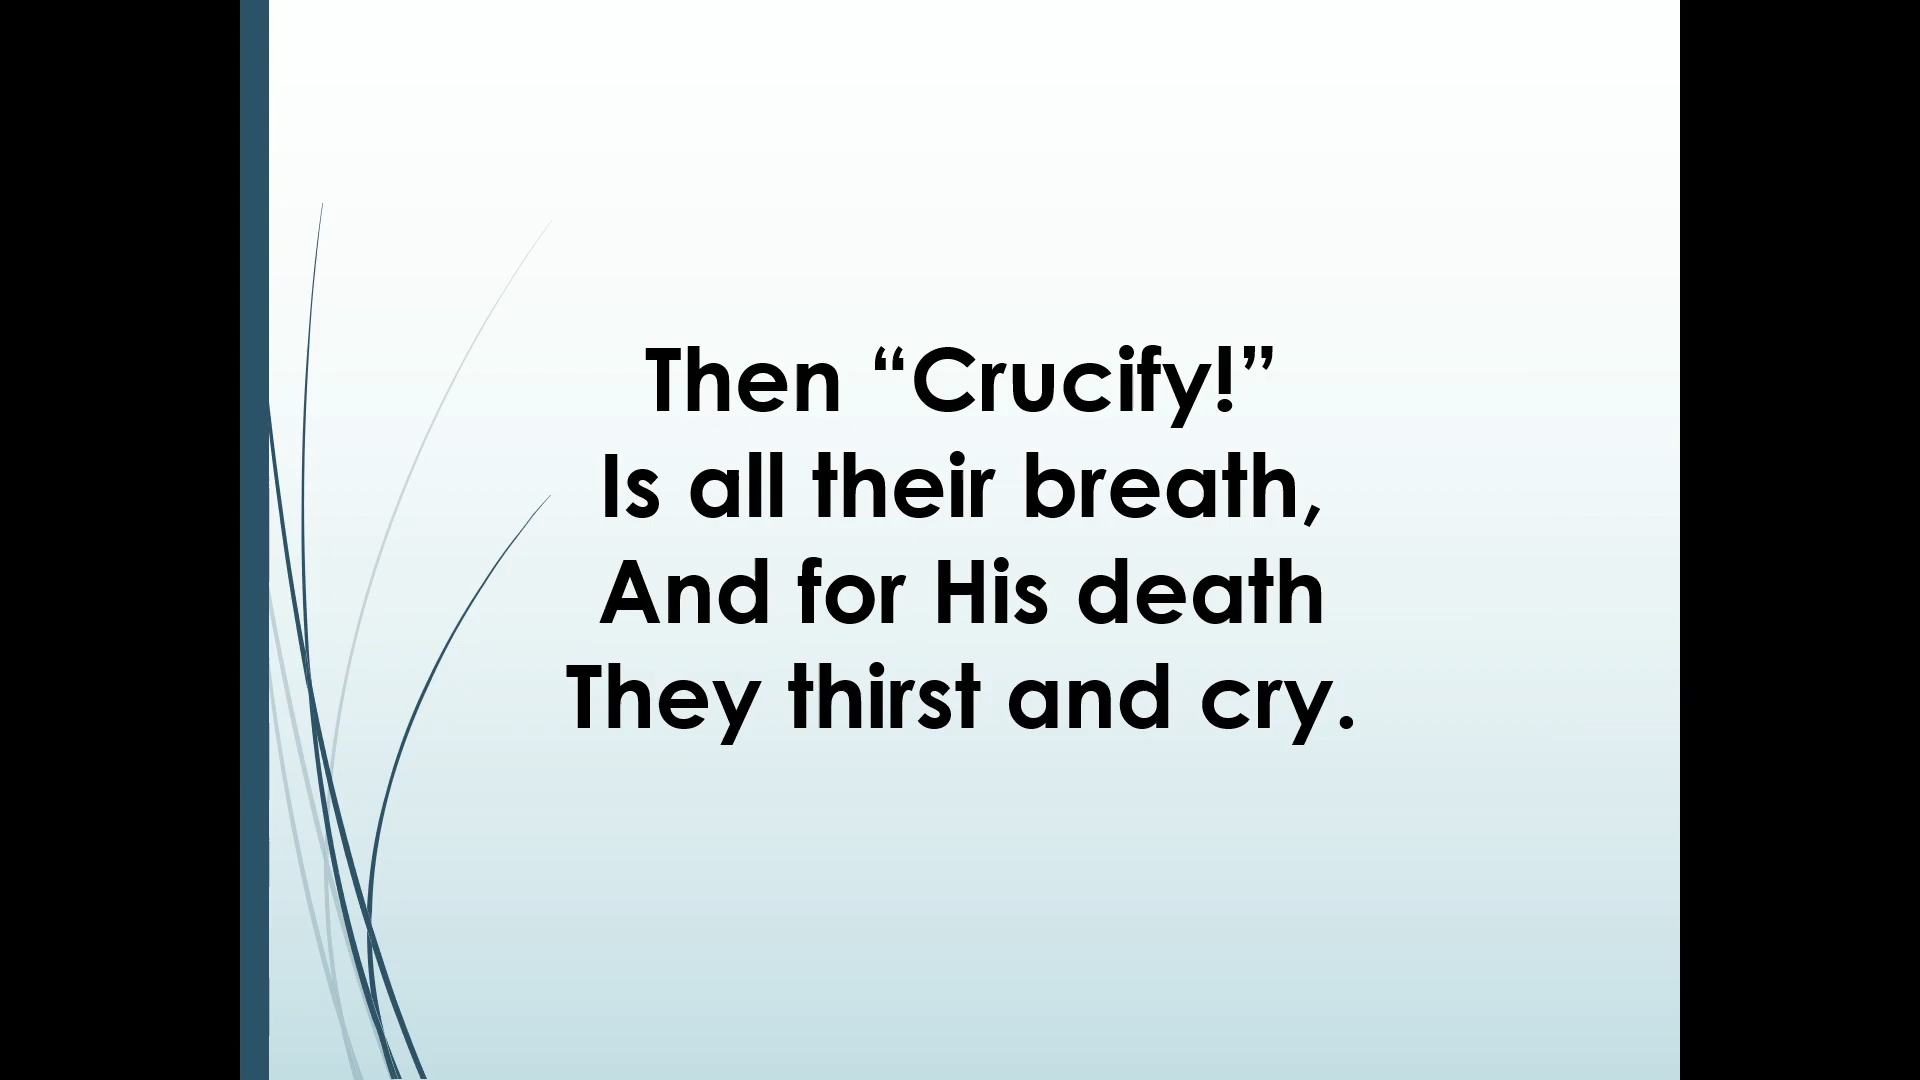 Then “Crucify!”
Is all their breath,
And for His death
They thirst and cry.